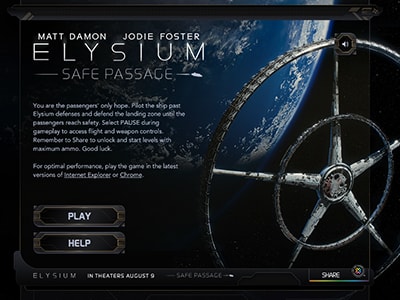 MATT DAMON JODIE FOSTER
ELYSIUM
SAFE PASSAGE
You are the passengers' only hope. Pilot the ship past
Elysium defenses and defend the landing zone until the
passengers reach safety. Select PAUSE during
gameplay to access flight and weapon controls.
Remember to Share to unlock and start levels with
maximum ammo. Good luck.
For optimal performance, play the game in the latest
versions of Internet Explorer or Chrome.
PLAY
HELP
ELYSIUM IN THEATERS AUGUST 9 SAFE PASSAGE SHARE